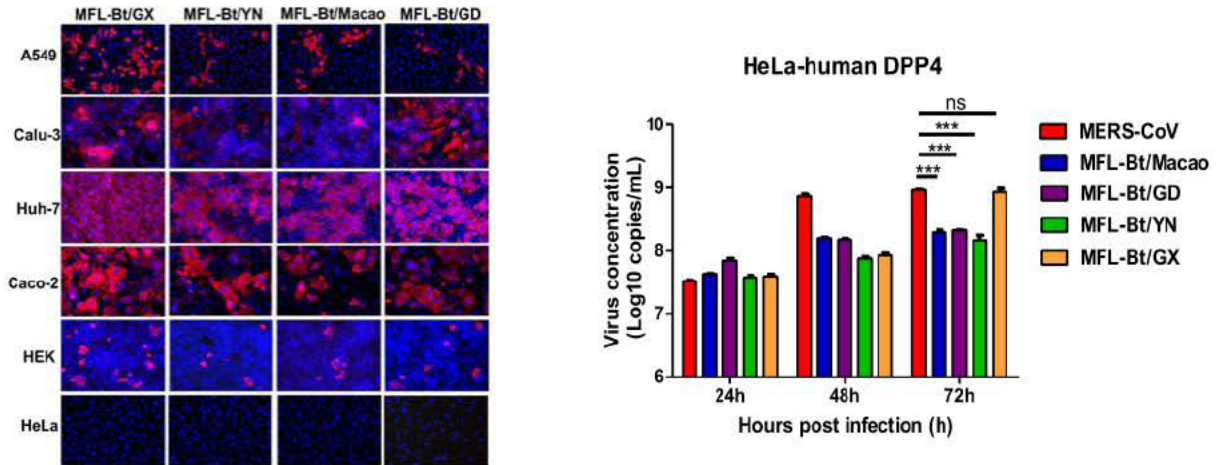 MFL-Bt/GX MFL-Bt/YN MFL-Bt/Macao MFL-Bt/GD
A549
Calu-3
Huh-7
Caco-2
HEK
HeLa
HeLa-human DPP4
Virus concentration
(Log10 copies/mL)
10
9
8
7
6
ns
***
***
***
24h 48h 72h
Hours post infection (h)
MERS-CoV
MFL-Bt/Macao
MFL-Bt/GD
MFL-Bt/YN
MFL-Bt/GX